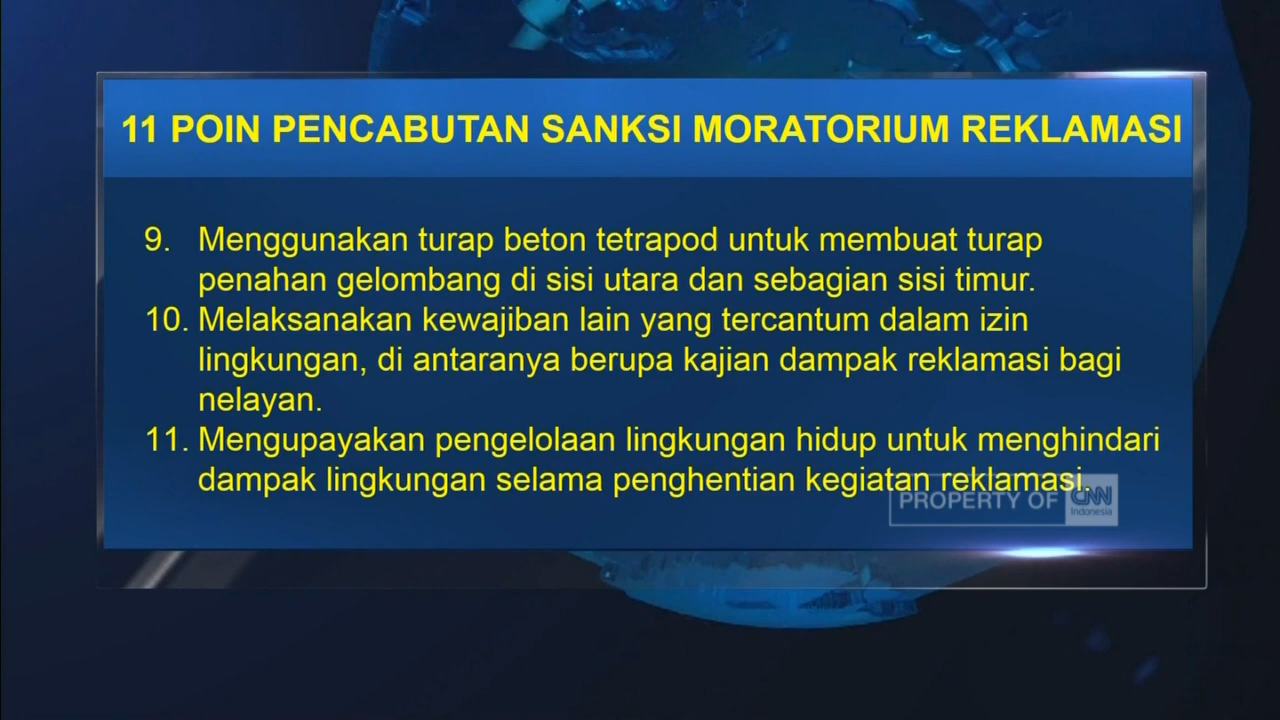 11 POIN PENCABUTAN SANKSI MORATORIUM REKLAMASI
9. Menggunakan turap beton tetrapod untuk membuat turap
penahan gelombang di sisi utara dan sebagian sisi timur.
10. Melaksanakan kewajiban lain yang tercantum dalam izin
lingkungan, di antaranya berupa kajian dampak reklamasi bagi
nelayan.
11. Mengupayakan pengelolaan lingkungan hidup untuk menghindari
dampak lingkungan selama penghentian kegiatan reklamasi.
PROPERTY OF CNN
Indonesia